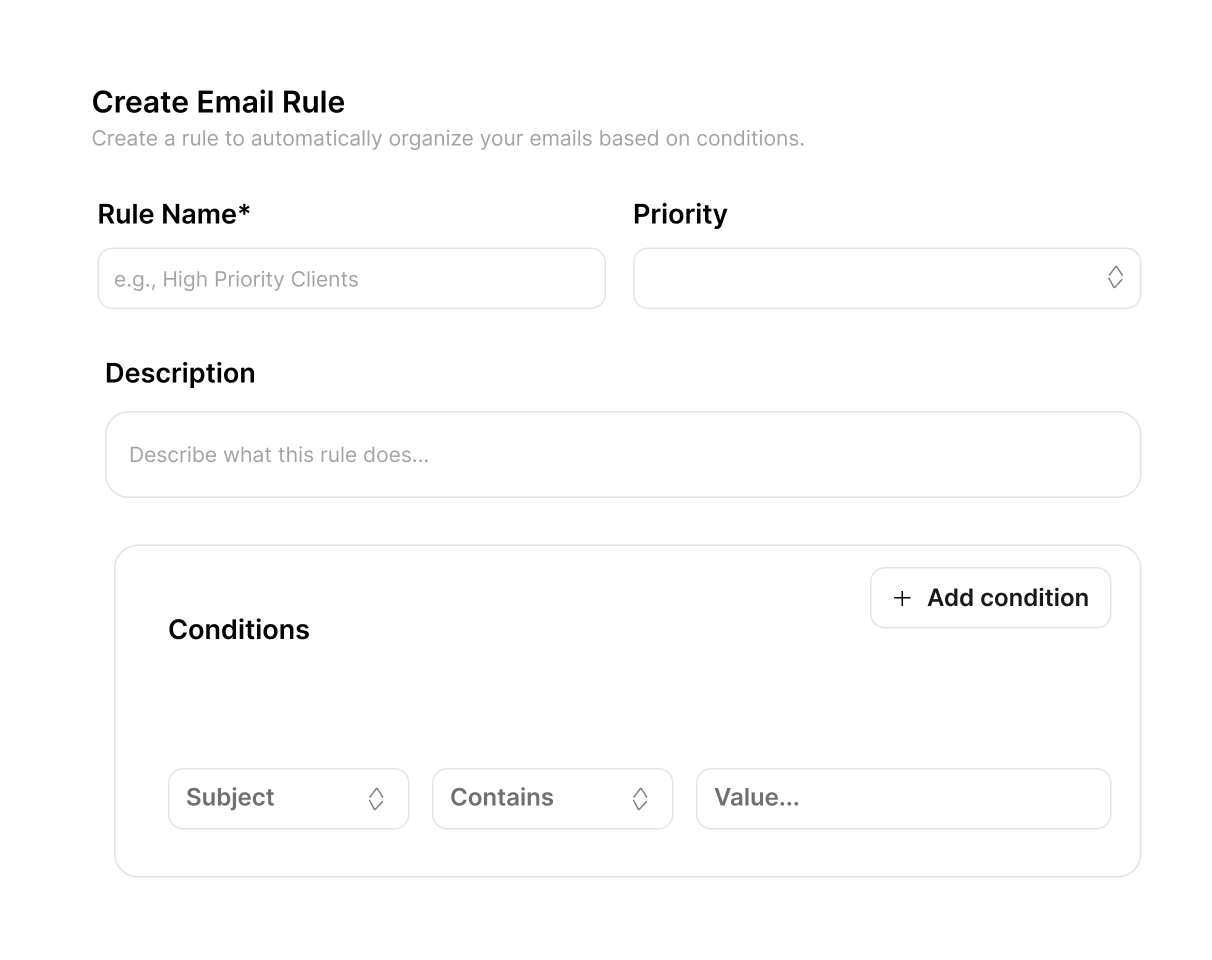 Create Email Rule
Create a rule to automatically organize your emails based on conditions.
Rule Name*
Priority
e.g., High Priority Clients
Description
Describe what this rule does...
+ Add condition
Conditions
Subject
Contains
Value...